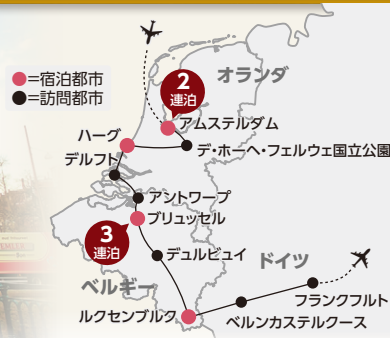 ●=宿泊都市
●=訪問都市
オランダ
2
連泊
アムステルダム
ハーグ
デ・ホーヘ・フェルウェ国立公園
デルフト
アントワープ
ブリュッセル
3
連泊
デュルビュイ
ドイツ
ベルギー
フランクフルト
ルクセンブルク
ベルンカステルクース